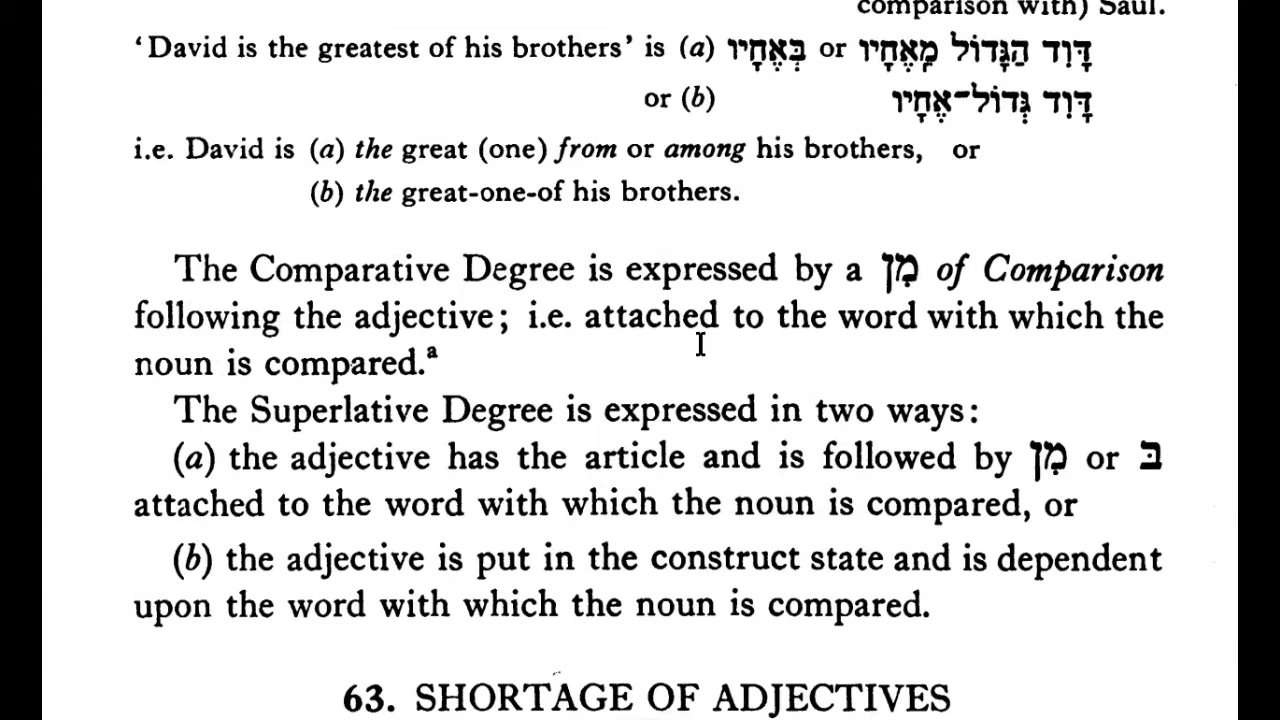 comparison with) Saul.
'David is the greatest of his brothers' is (a) דָּוִד הַגָּדוֹל מֵאֶחָיו or בְּאֶחָיו
or (b) דָּוִד גְּדוֹל־אֶחָיו
i.e. David is (a) the great (one) from or among his brothers, or
(b) the great-one-of his brothers.
The Comparative Degree is expressed by a מִן of Comparison
following the adjective; i.e. attached to the word with which the
noun is compared.ª
The Superlative Degree is expressed in two ways:
(a) the adjective has the article and is followed by מִן or בּ
attached to the word with which the noun is compared, or
(b) the adjective is put in the construct state and is dependent
upon the word with which the noun is compared.
63. SHORTAGE OF ADJECTIVES